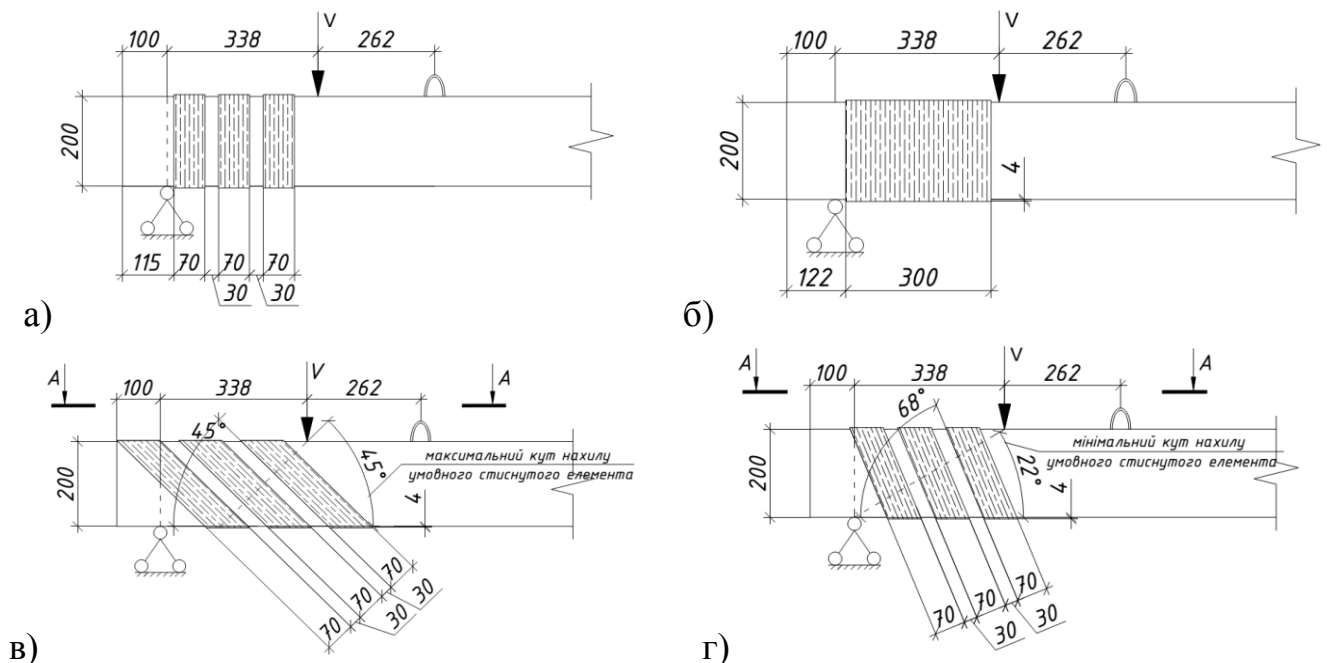 V
100 338 262
200
115 70 70 70
30 30
а)
V
100 338 262
200
4
122 300
б)
А А
V
100 338 262
45°
45°
максимальний кут нахилу
умовного стиснутого елемента
200
4
70
70 30
70 30
в)
А А
V
100 338 262
68°
мінімальний кут нахилу
умовного стиснутого елемента
22°
200
4
70 70 70
30 30
г)